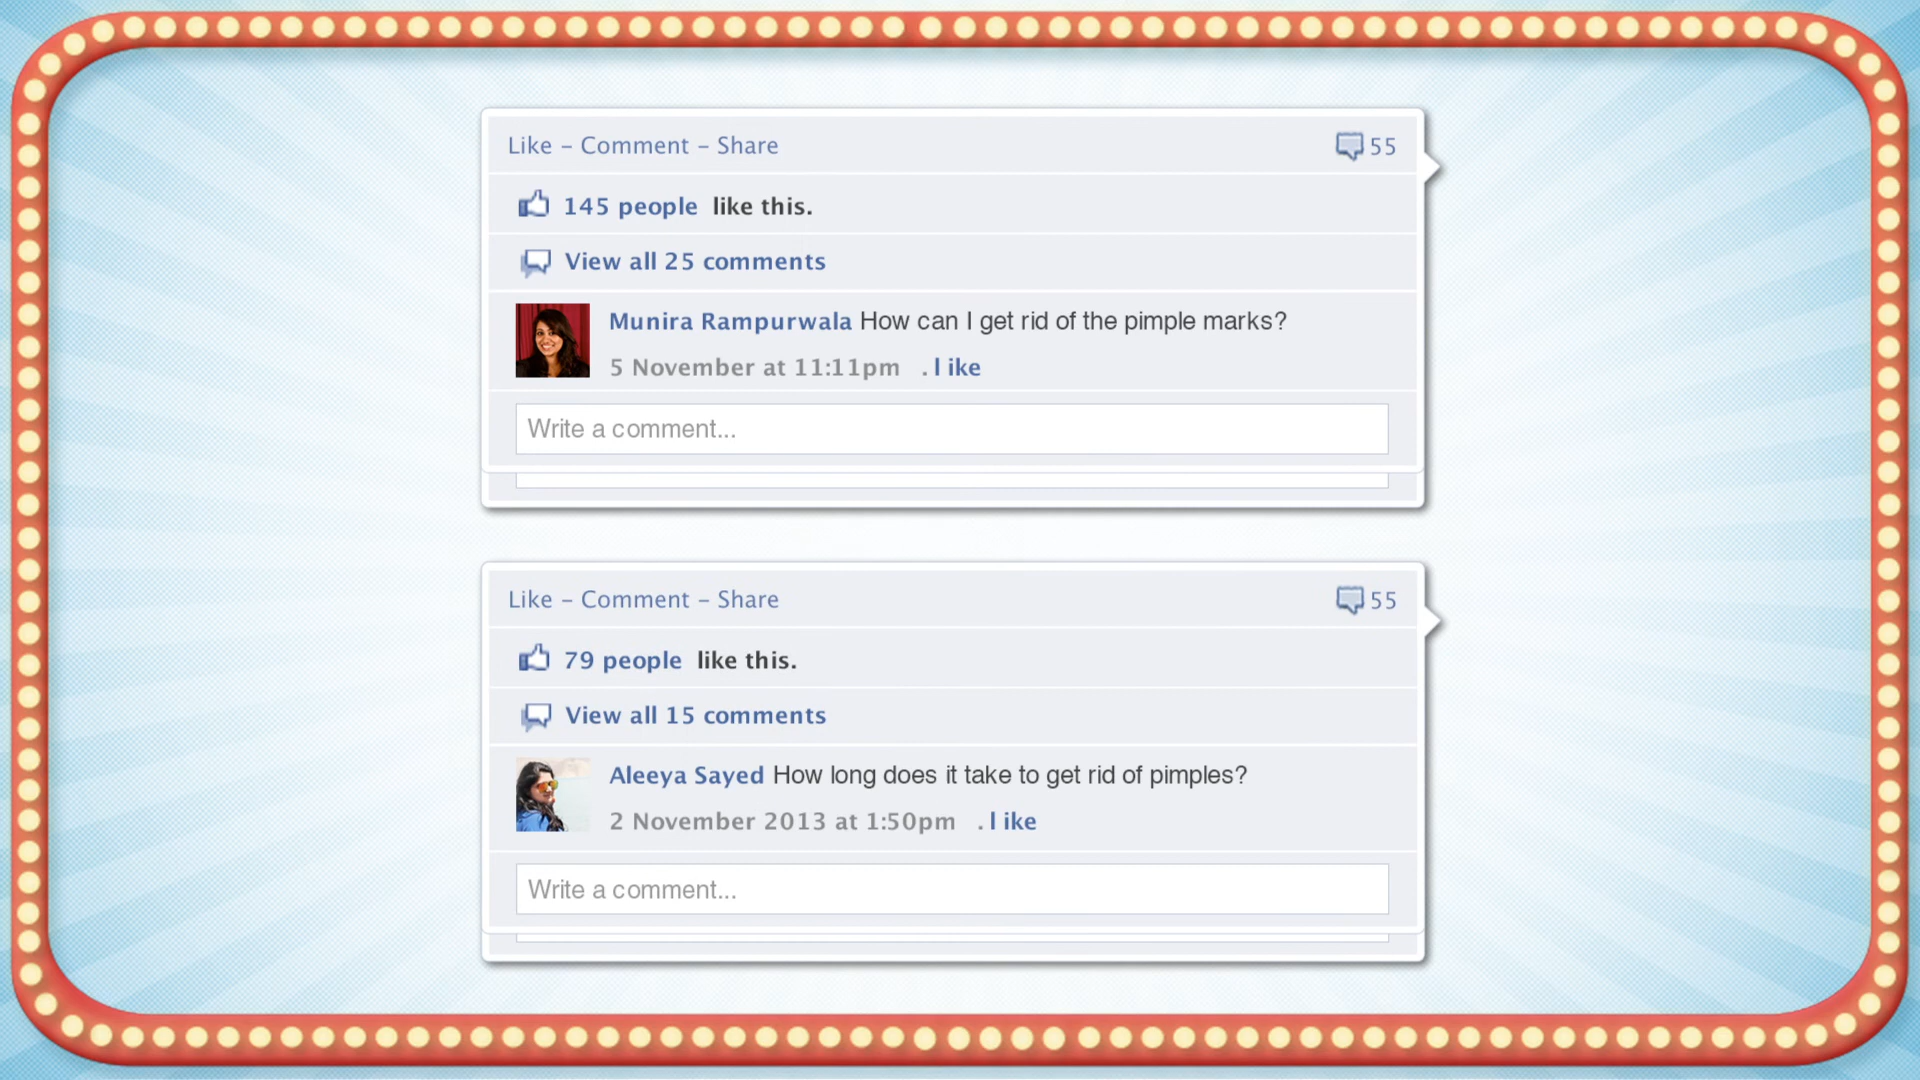 Like – Comment – Share 55
145 people like this.
View all 25 comments
Munira Rampurwala How can I get rid of the pimple marks?
5 November at 11:11pm . l ike
Write a comment...
Like – Comment – Share 55
79 people like this.
View all 15 comments
Aleeya Sayed How long does it take to get rid of pimples?
2 November 2013 at 1:50pm . l ike
Write a comment...